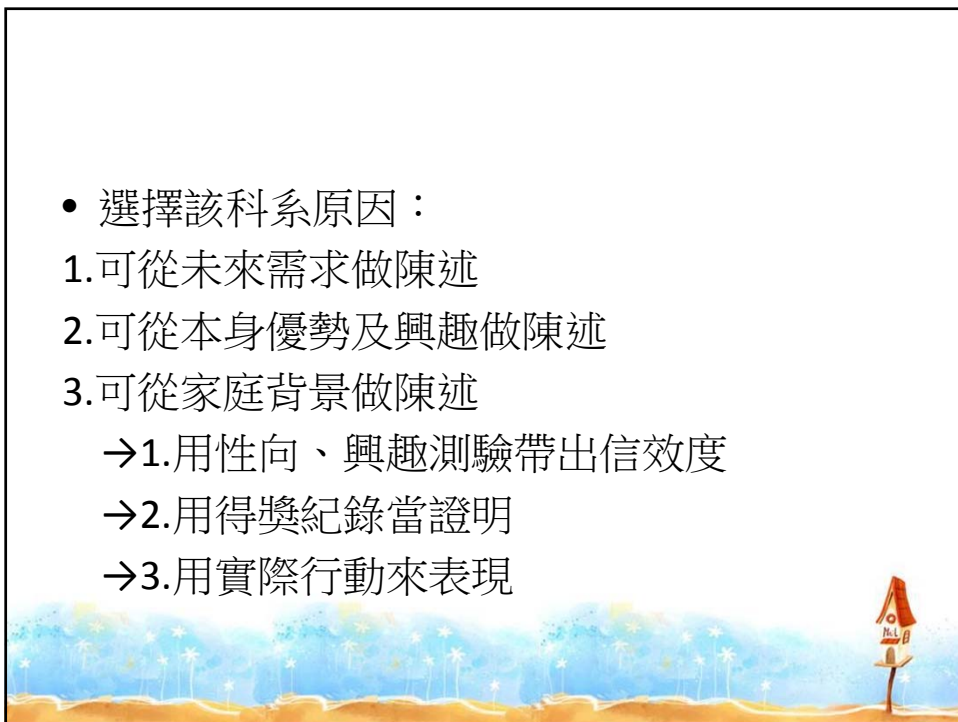 • 選擇該科系原因：
1.可從未來需求做陳述
2.可從本身優勢及興趣做陳述
3.可從家庭背景做陳述
→1.用性向、興趣測驗帶出信效度
→2.用得獎紀錄當證明
→3.用實際行動來表現